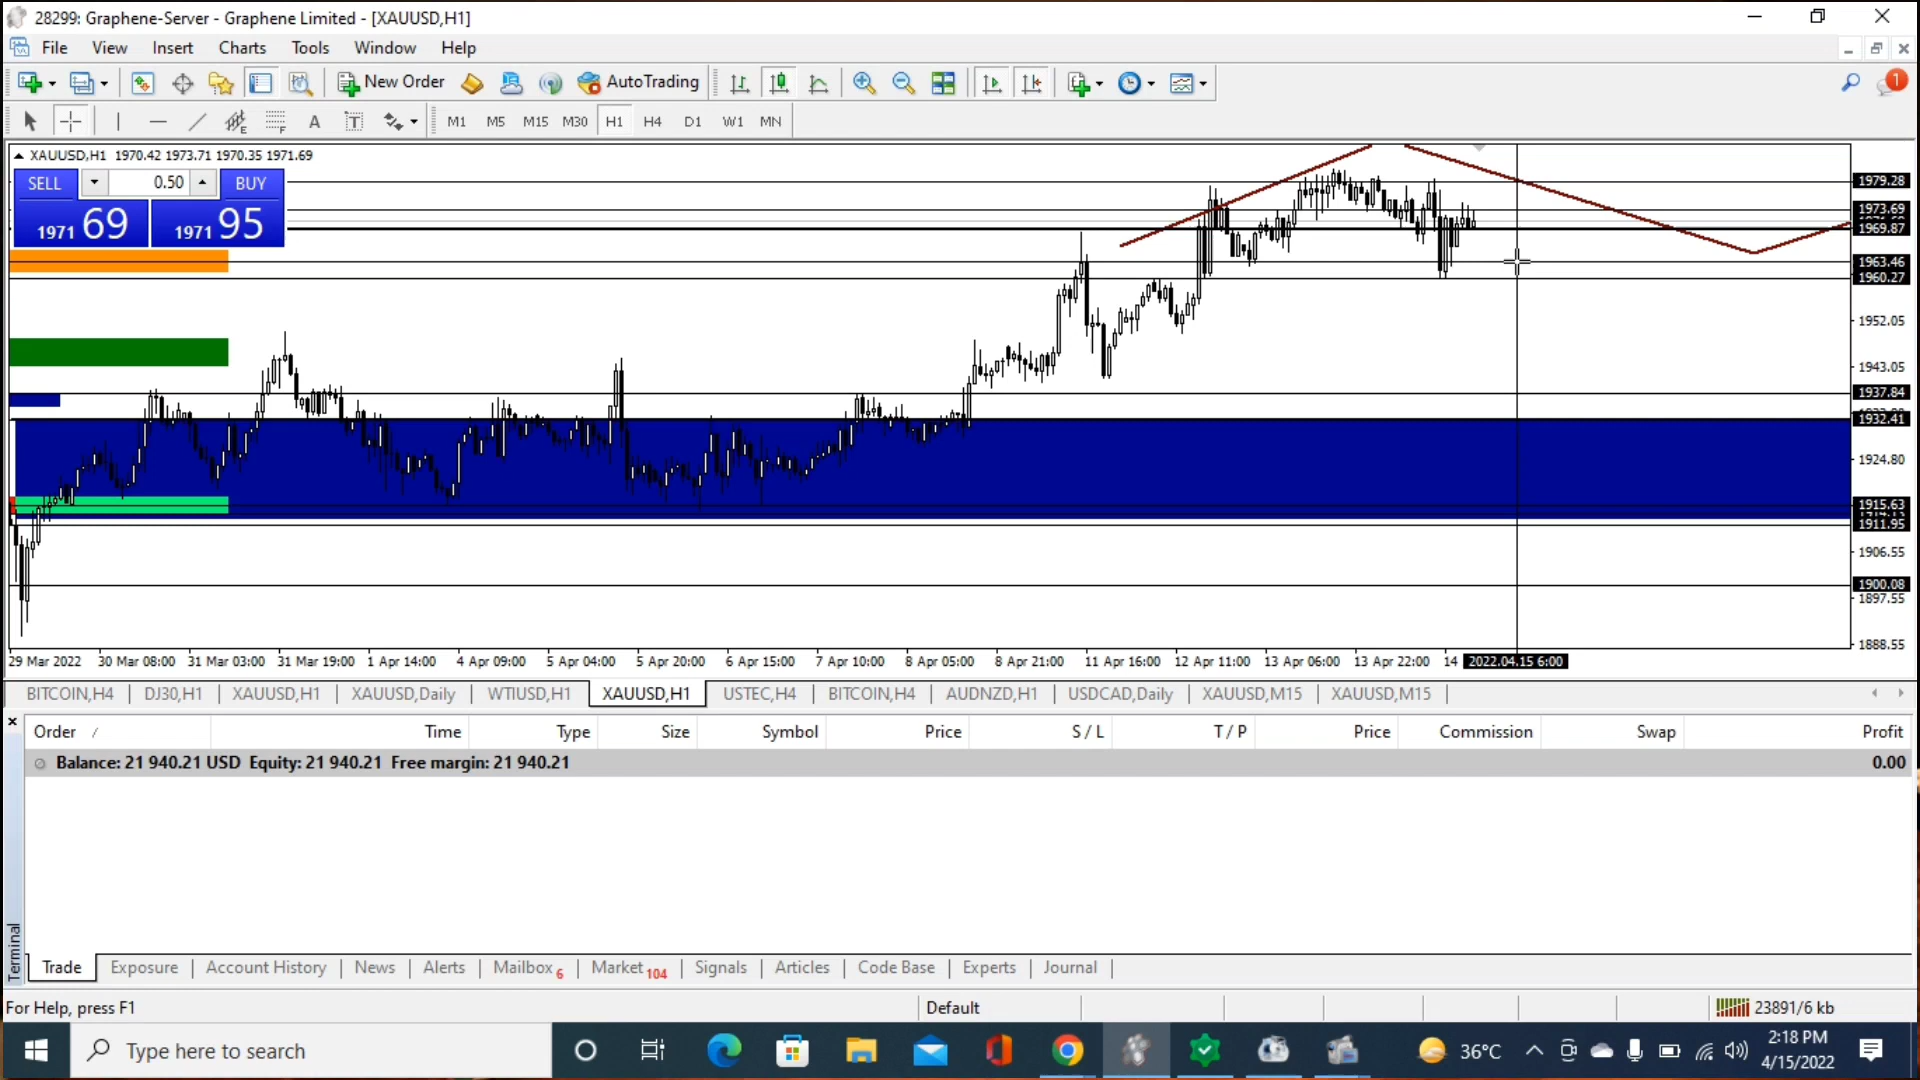 28299: Graphene-Server - Graphene Limited - [XAUUSD,H1]
File View Insert Charts Tools Window Help
New Order AutoTrading 1
A T M1 M5 M15 M30 H1 H4 D1 W1 MN
XAUUSD,H1 1970.42 1973.71 1970.35 1971.69
SELL 0.50 BUY
1971 69 1971 95
1979.28
1973.69
1969.87
1963.46
1960.27
1952.05
1943.05
1937.84
1932.41
1924.80
1915.63
1911.95
1906.55
1900.08
1897.55
1888.55
29 Mar 2022 30 Mar 08:00 31 Mar 03:00 31 Mar 19:00 1 Apr 14:00 4 Apr 09:00 5 Apr 04:00 5 Apr 20:00 6 Apr 15:00 7 Apr 10:00 8 Apr 05:00 8 Apr 21:00 11 Apr 16:00 12 Apr 11:00 13 Apr 06:00 13 Apr 22:00 14 2022.04.15 6:00
BITCOIN,H4 DJ30,H1 XAUUSD,H1 XAUUSD,Daily WTIUSD,H1 XAUUSD,H1 USTEC,H4 BITCOIN,H4 AUDNZD,H1 USDCAD,Daily XAUUSD,M15 XAUUSD,M15
Order / Time Type Size Symbol Price S / L T / P Price Commission Swap Profit
Balance: 21 940.21 USD Equity: 21 940.21 Free margin: 21 940.21 0.00
Terminal
Trade Exposure Account History News Alerts Mailbox 6 Market 104 Signals Articles Code Base Experts Journal
For Help, press F1 Default 23891/6 kb
Type here to search 36°C 2:18 PM
4/15/2022